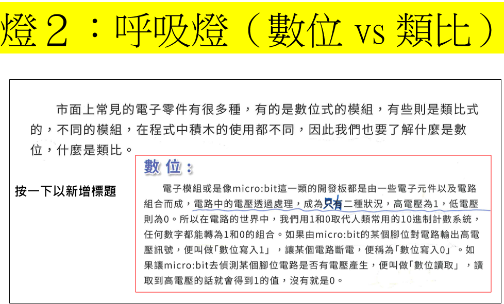 燈２：呼吸燈（數位 vs 類比）
市面上常見的電子零件有很多種，有的是數位式的模組，有些則是類比式
的，不同的模組，在程式中積木的使用都不同，因此我們也要了解什麼是數
位，什麼是類比。
數位：
按一下以新增標題
電子模組或是像micro:bit這一類的開發板都是由一些電子元件以及電路
組合而成，電路中的電壓透過處理，成為只有二種狀況，高電壓為1，低電壓
則為0。所以在電路的世界中，我們用1和0取代人類常用的10進制計數系統，
任何數字都能轉為1和0的組合。如果由micro:bit的某個腳位對電路輸出高電
壓訊號，便叫做「數位寫入1」，讓某個電路斷電，便稱為「數位寫入0」。如
果讓micro:bit去偵測某個腳位電路是否有電壓產生，便叫做「數位讀取」，讀
取到高電壓的話就會得到1的值，沒有就是0。